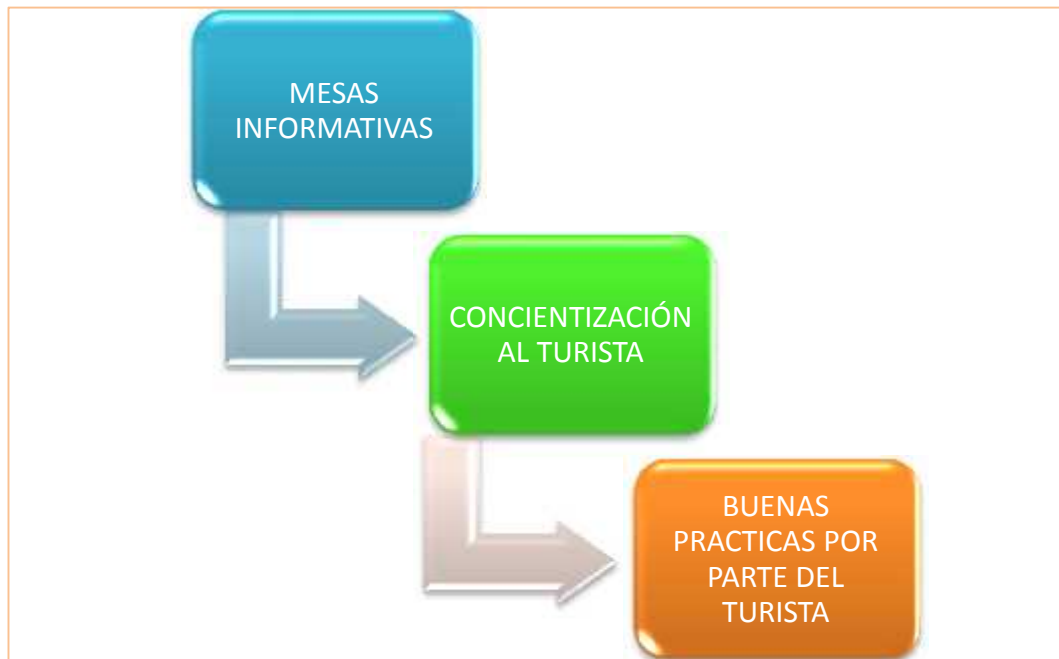 MESAS
INFORMATIVAS
CONCIENTIZACIÓN
AL TURISTA
BUENAS
PRACTICAS POR
PARTE DEL
TURISTA